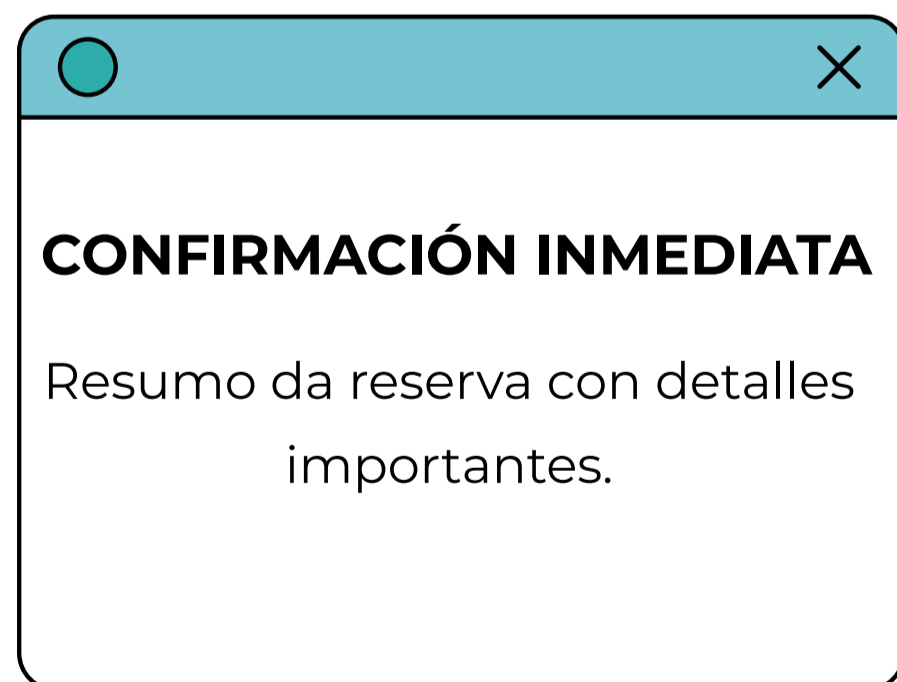 CONFIRMACIÓN INMEDIATA
Resumo da reserva con detalles
importantes.